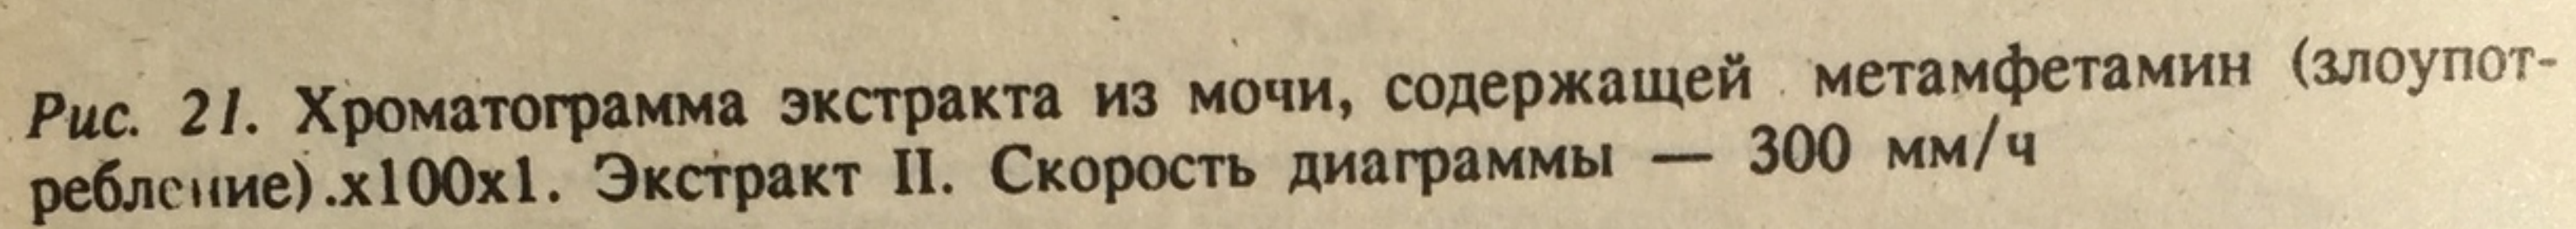 Рис. 21. Хроматограмма экстракта из мочи, содержащей метамфетамин (злоупот-
ребление).x100x1. Экстракт II. Скорость диаграммы — 300 мм/ч